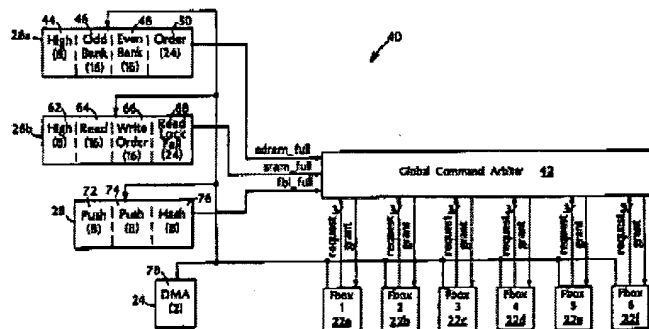 44 46 48 50
26a
High (8) Odd Bank (16) Even Bank (16) Order (24)
40
62 64 66 68
26b
High (8) Read (16) Write Order (16) Read Lock Fail (24)
sdram_full
sram_full
fbi_full
Global Command Arbiter 42
72 74 76
28
Push (8) Push (8) Hash (8)
request grant request grant request grant request grant request grant request grant
78
24
DMA (2)
Fbox 1 22a
Fbox 2 22b
Fbox 3 22c
Fbox 4 22d
Fbox 5 22e
Fbox 6 22f